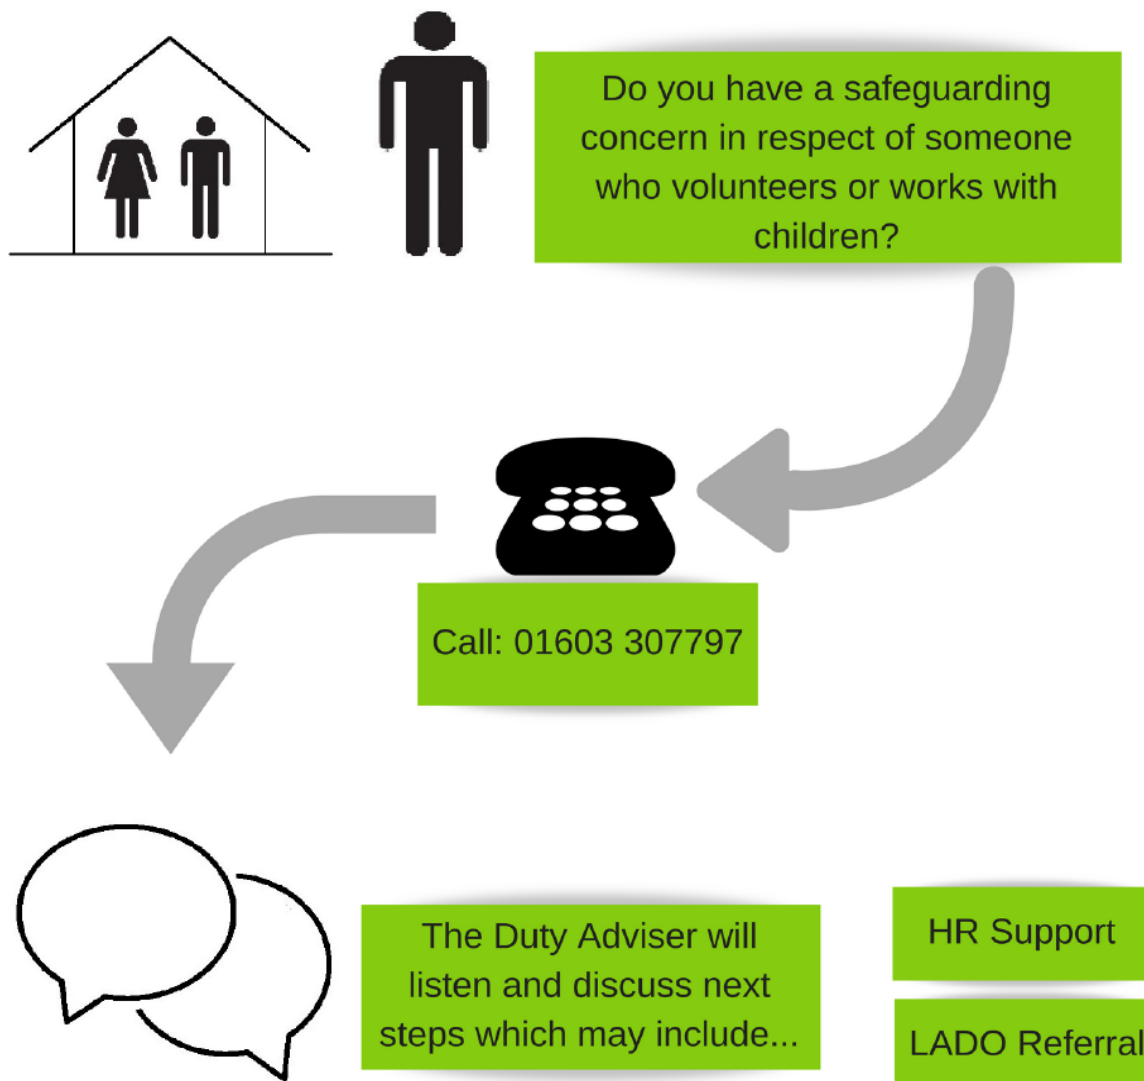 Do you have a safeguarding
concern in respect of someone
who volunteers or works with
children?
Call: 01603 307797
The Duty Adviser will
listen and discuss next
steps which may include...
HR Support
LADO Referral